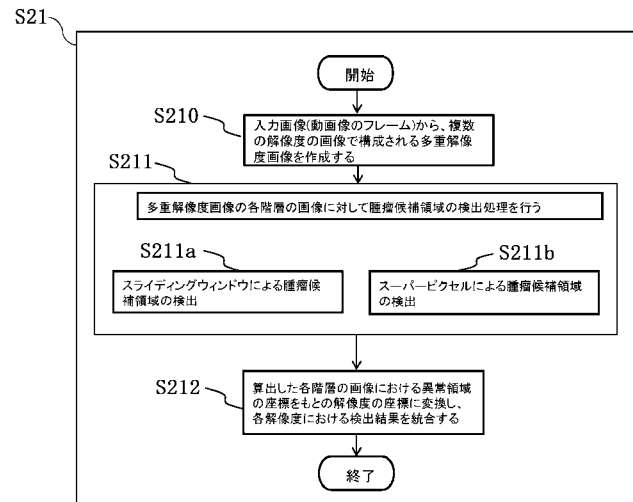 S21
開始
S210
入力画像(動画像のフレーム)から、複数
の解像度の画像で構成される多重解像
度画像を作成する
S211
多重解像度画像の各階層の画像に対して腫瘤候補領域の検出処理を行う
S211a
スライディングウィンドウによる腫瘤候
補領域の検出
S211b
スーパーピクセルによる腫瘤候補領域
の検出
S212
算出した各階層の画像における異常領域
の座標をもとの解像度の座標に変換し、
各解像度における検出結果を統合する
終了